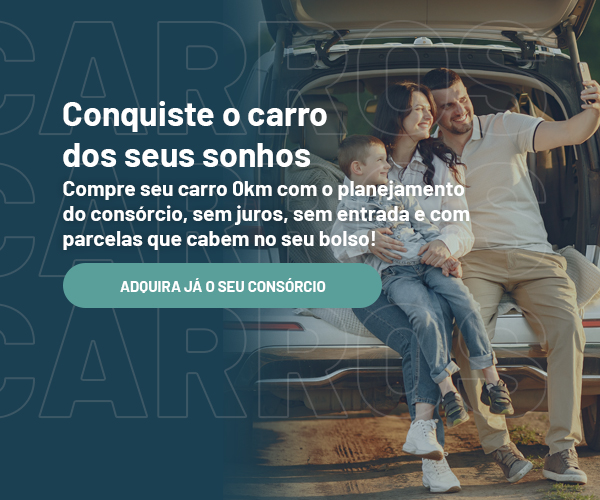 CARROS
Conquiste o carro
dos seus sonhos
Compre seu carro 0km com o planejamento
do consórcio, sem juros, sem entrada e com
parcelas que cabem no seu bolso!
CARROS
ADQUIRA JÁ O SEU CONSÓRCIO
CARROS